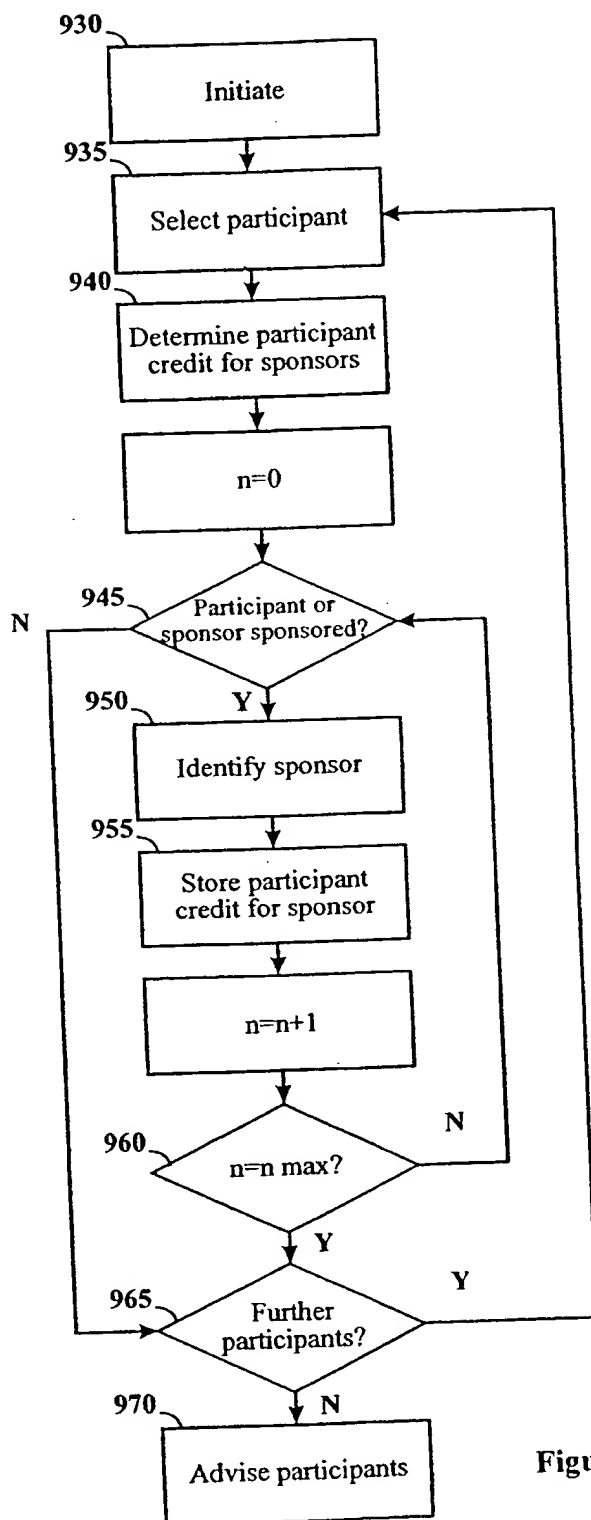 930
Initiate
935
Select participant
940
Determine participant
credit for sponsors
n=0
945
N
Participant or
sponsor sponsored?
Y
950
Identify sponsor
955
Store participant
credit for sponsor
n=n+1
960
N
n=n max?
Y
965
Y
Further
participants?
N
970
Advise participants